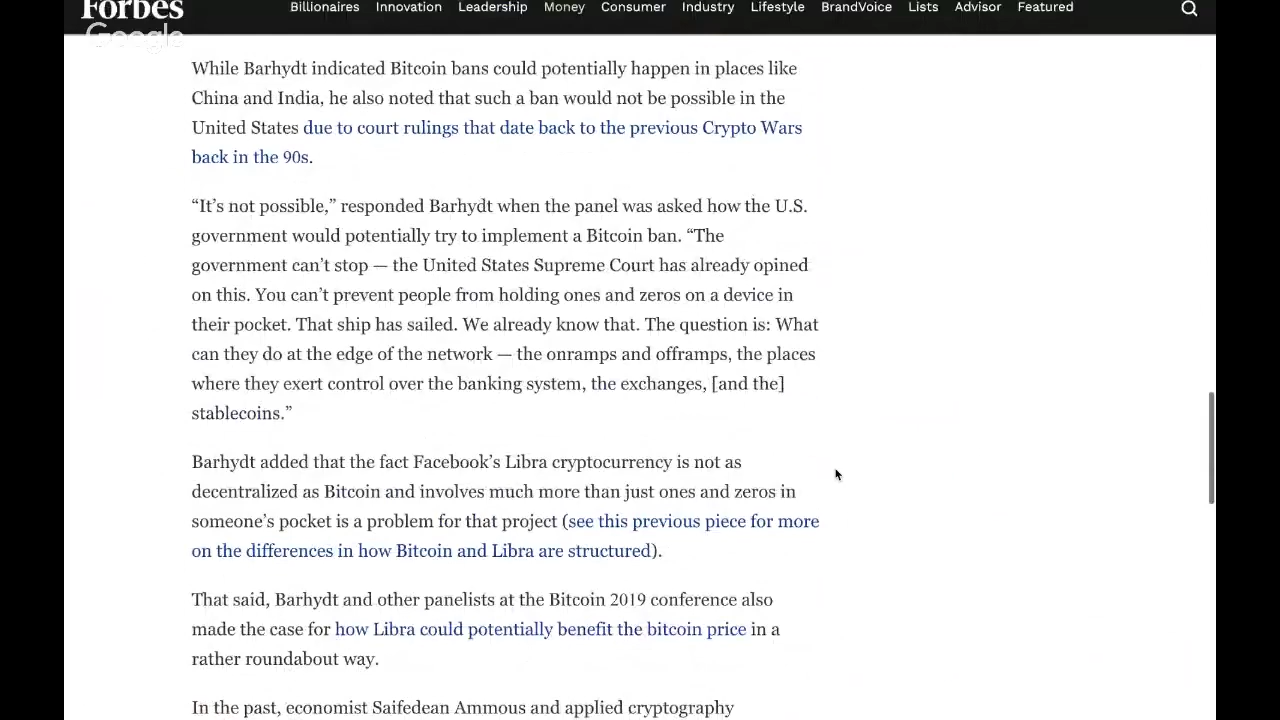 Forbes
Billionaires Innovation Leadership Money Consumer Industry Lifestyle BrandVoice Lists Advisor Featured
Google
While Barhydt indicated Bitcoin bans could potentially happen in places like
China and India, he also noted that such a ban would not be possible in the
United States due to court rulings that date back to the previous Crypto Wars
back in the 90s.
“It’s not possible,” responded Barhydt when the panel was asked how the U.S.
government would potentially try to implement a Bitcoin ban. “The
government can’t stop — the United States Supreme Court has already opined
on this. You can’t prevent people from holding ones and zeros on a device in
their pocket. That ship has sailed. We already know that. The question is: What
can they do at the edge of the network — the onramps and offramps, the places
where they exert control over the banking system, the exchanges, [and the]
stablecoins.”
Barhydt added that the fact Facebook’s Libra cryptocurrency is not as
decentralized as Bitcoin and involves much more than just ones and zeros in
someone’s pocket is a problem for that project (see this previous piece for more
on the differences in how Bitcoin and Libra are structured).
That said, Barhydt and other panelists at the Bitcoin 2019 conference also
made the case for how Libra could potentially benefit the bitcoin price in a
rather roundabout way.
In the past, economist Saifedean Ammous and applied cryptography